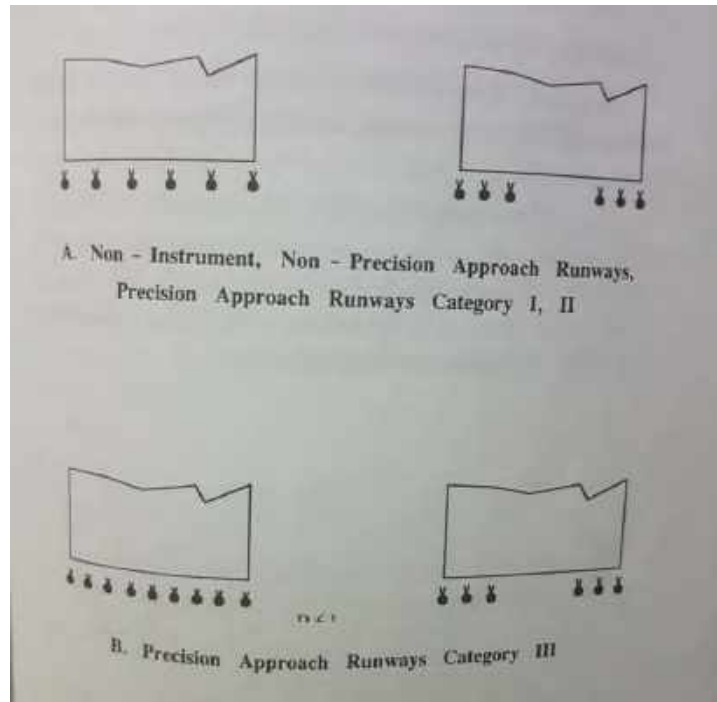 A. Non - Instrument, Non - Precision Approach Runways,
Precision Approach Runways Category I, II
B. Precision Approach Runways Category III